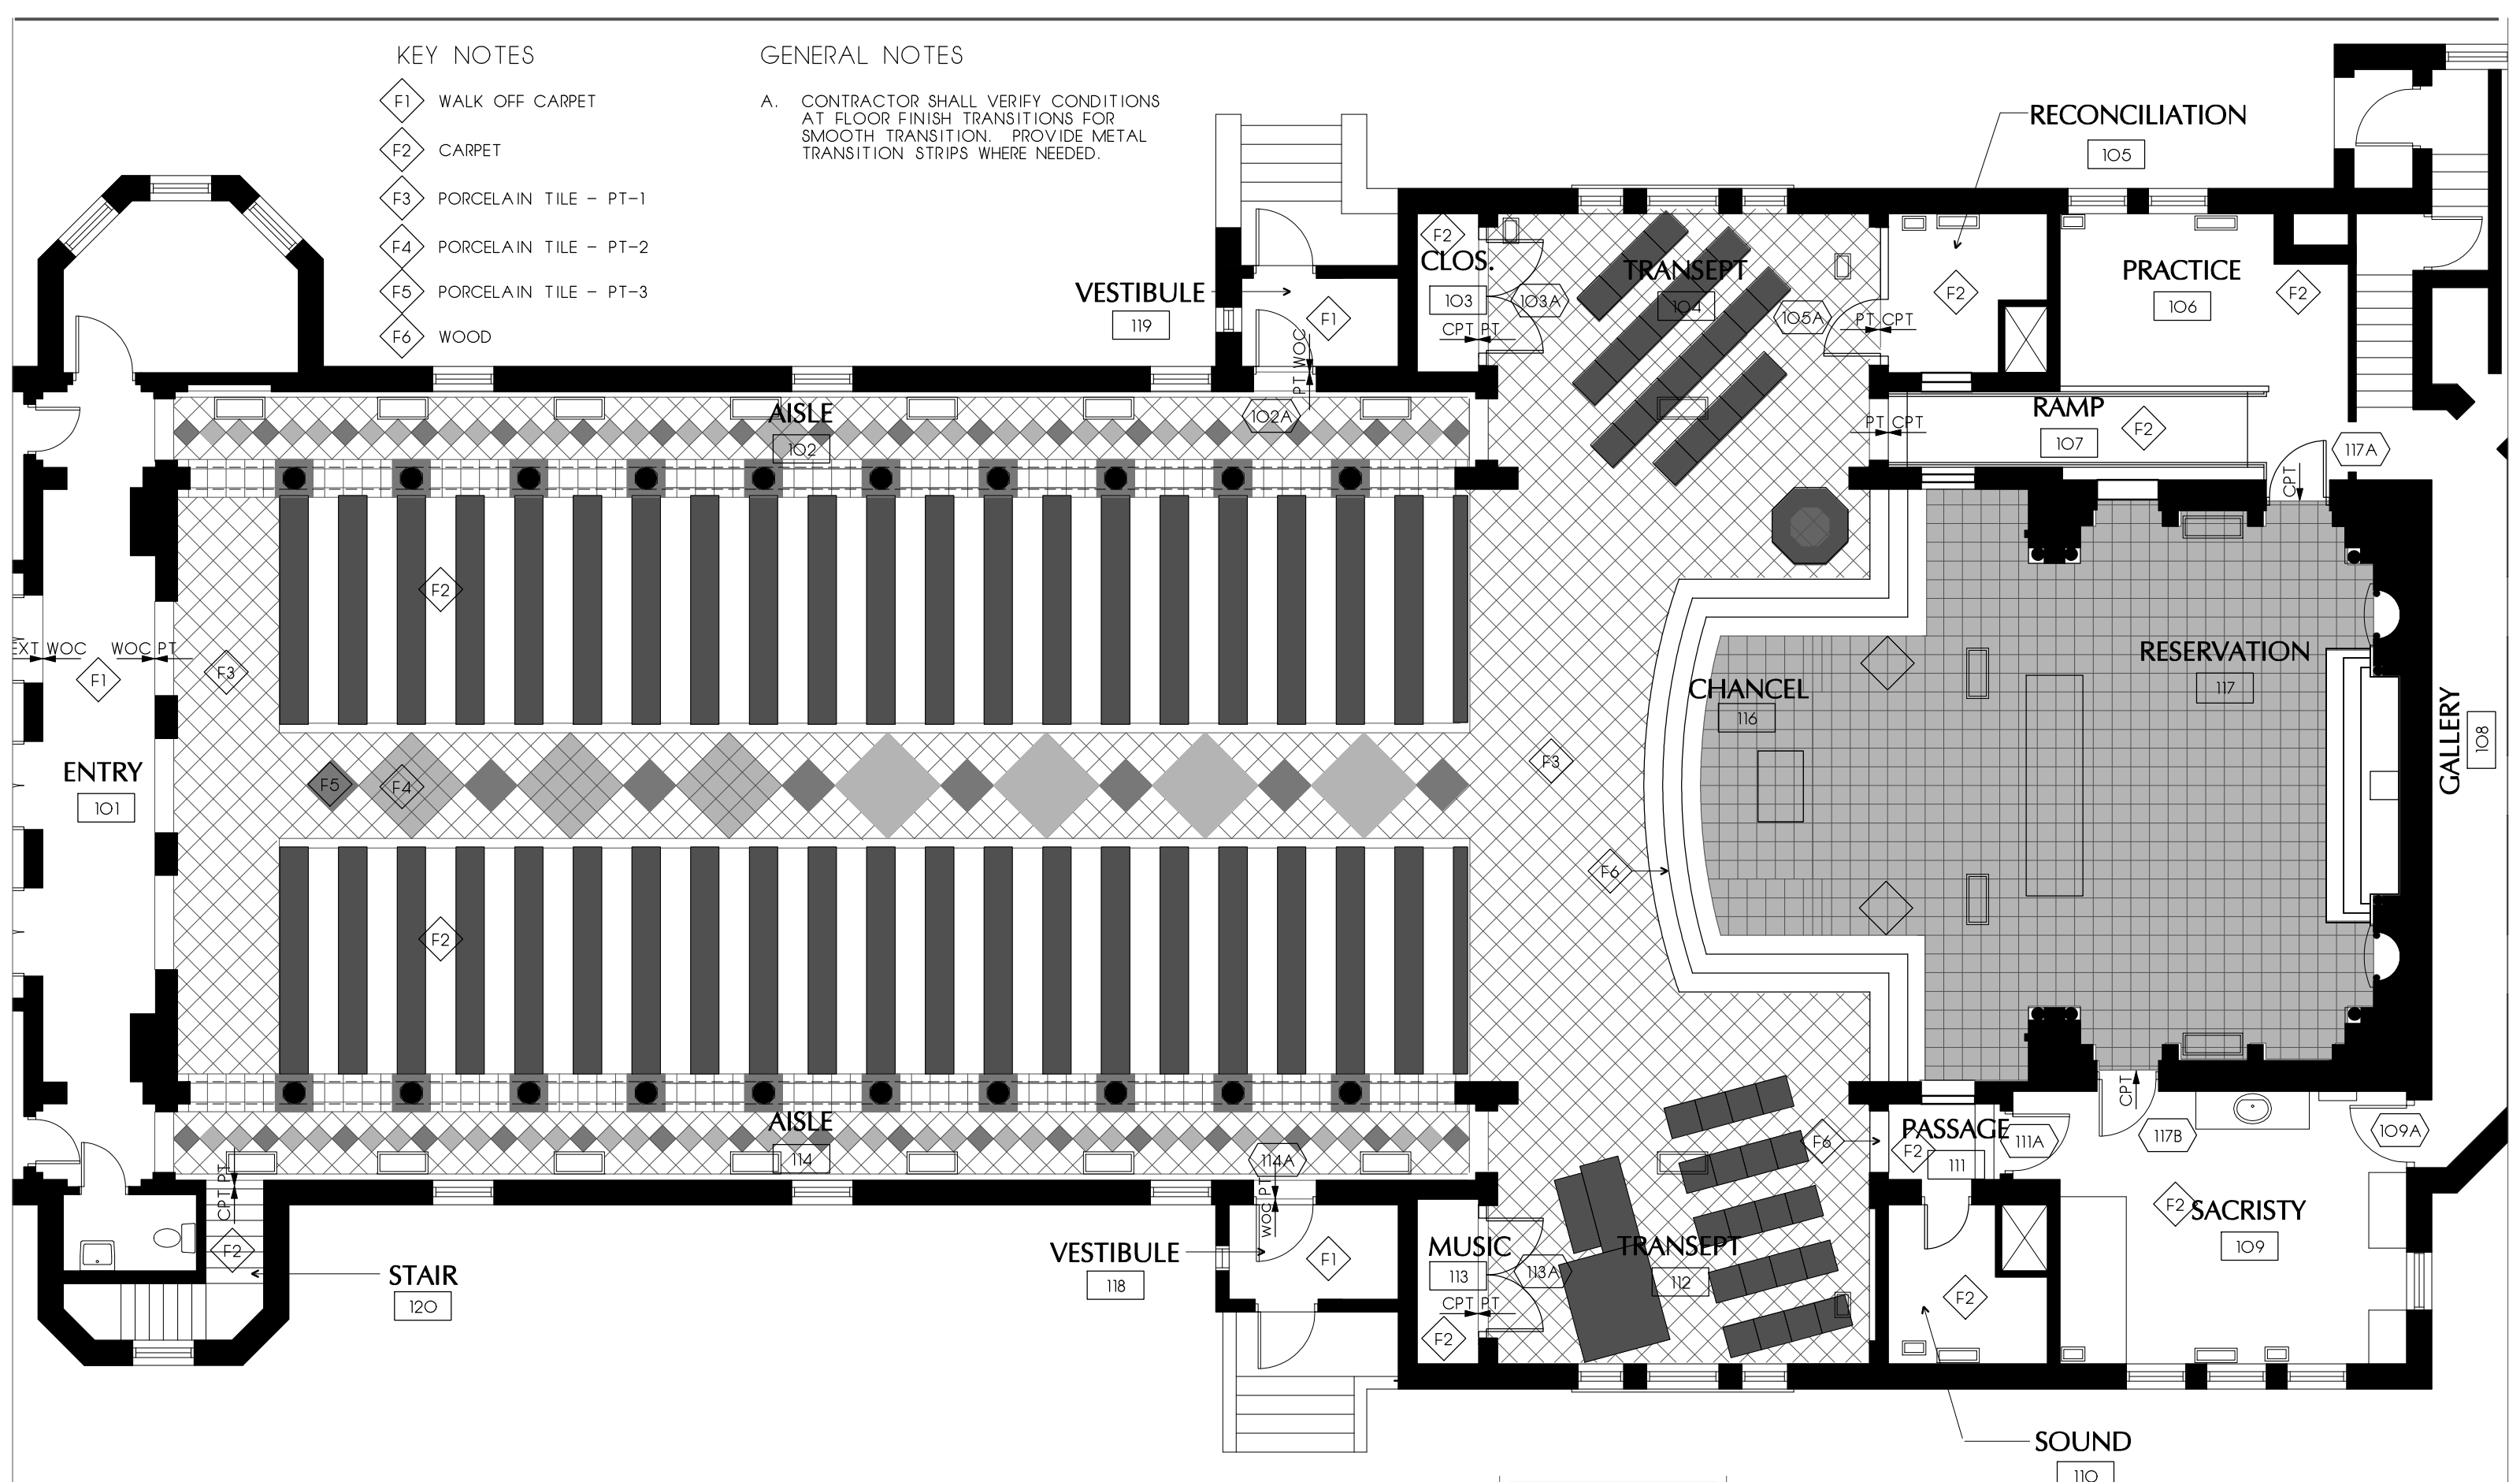 KEY NOTES
F1 WALK OFF CARPET
F2 CARPET
F3 PORCELAIN TILE - PT-1
F4 PORCELAIN TILE - PT-2
F5 PORCELAIN TILE - PT-3
F6 WOOD
GENERAL NOTES
A. CONTRACTOR SHALL VERIFY CONDITIONS
AT FLOOR FINISH TRANSITIONS FOR
SMOOTH TRANSITION. PROVIDE METAL
TRANSITION STRIPS WHERE NEEDED.
RECONCILIATION
105
VESTIBULE
119
F1
PT WOC
F2
CLOS.
103
CPT PT
103A
TRANSEPT
104
105A
PT CPT
F2
PRACTICE
106
F2
AISLE
102
102A
PT CPT
RAMP
107
F2
117A
CPT
F2
EXT WOC
WOC PT
F1
F3
ENTRY
101
F5
F4
F2
F3
F6
CHANCEL
116
RESERVATION
117
GALLERY
108
AISLE
114
114A
CPT PT
WOC PT
F2
STAIR
120
VESTIBULE
118
F1
MUSIC
113
CPT PT
F2
113A
TRANSEPT
112
F6
PASSAGE
F2
111
111A
CPT
117B
109A
F2
SACRISTY
109
F2
SOUND
110